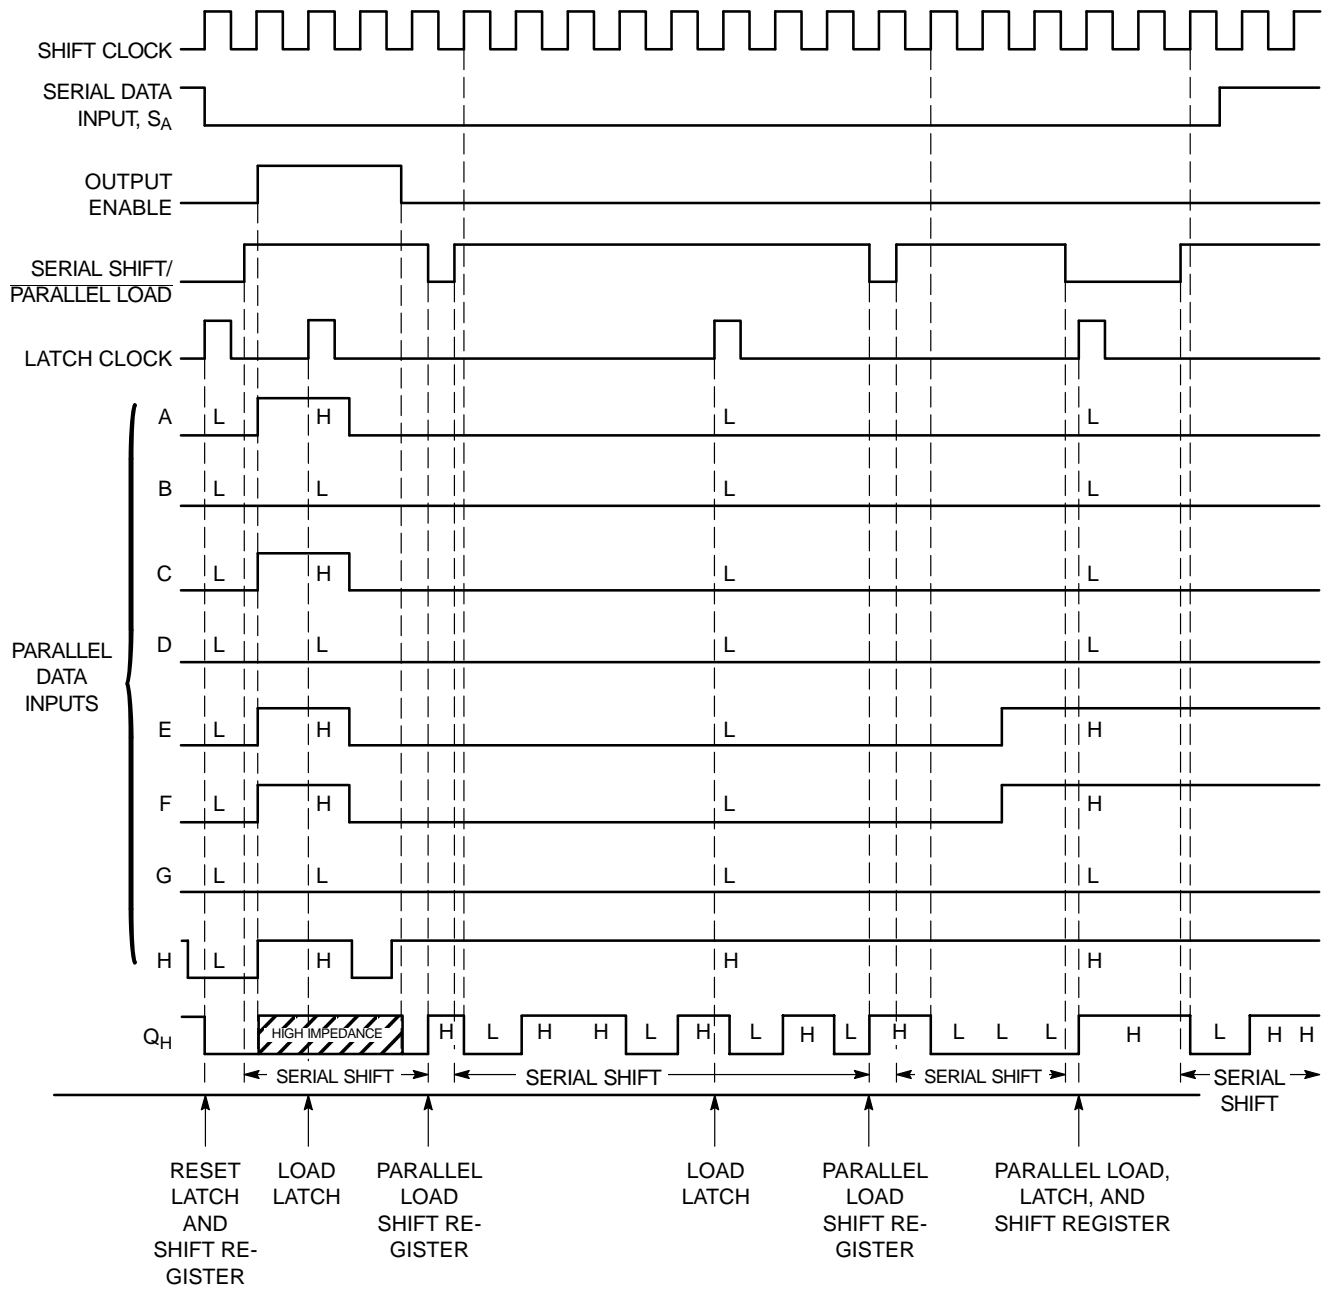 SHIFT CLOCK
SERIAL DATA
INPUT, SA
OUTPUT
ENABLE
SERIAL SHIFT/
PARALLEL LOAD
LATCH CLOCK
A L H L L
B L L L L
C L H L L
D L L L L
PARALLEL
DATA
INPUTS
E L H L H
F L H L H
G L L L L
H L H H H
QH HIGH IMPEDANCE H L H H L H L H L H L L L H L H H
SERIAL SHIFT SERIAL SHIFT SERIAL SHIFT SERIAL
SHIFT
RESET
LATCH
AND
SHIFT RE-
GISTER
LOAD
LATCH
PARALLEL
LOAD
SHIFT RE-
GISTER
LOAD
LATCH
PARALLEL
LOAD
SHIFT RE-
GISTER
PARALLEL LOAD,
LATCH, AND
SHIFT REGISTER